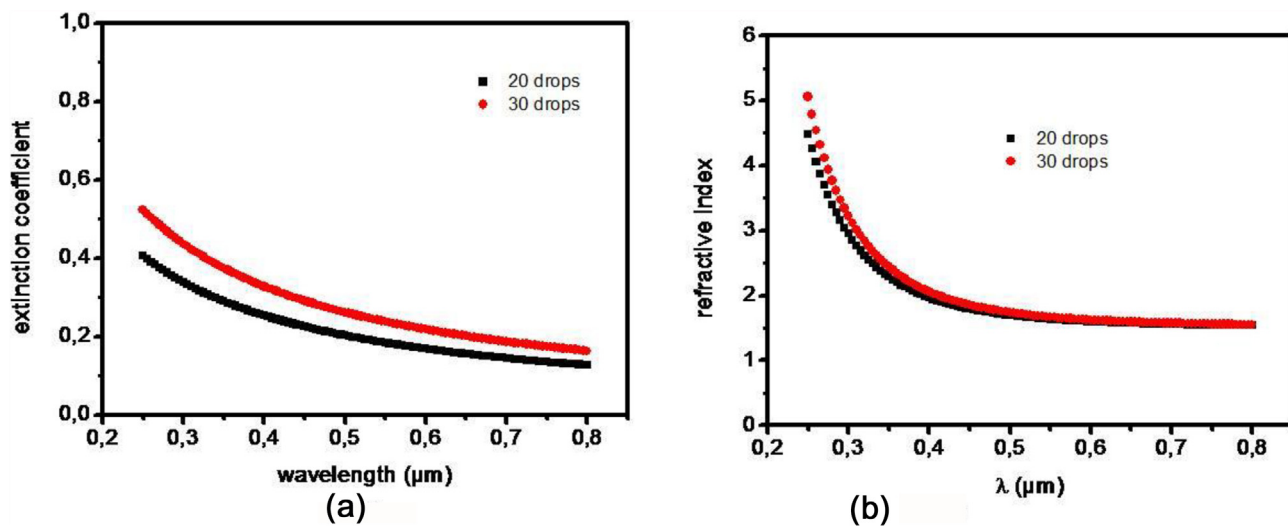 1,0
0,8
0,6
0,4
0,2
0,0
extinction coefficient
20 drops
30 drops
0,2 0,3 0,4 0,5 0,6 0,7 0,8
wavelength (μm)
(a)
6
5
4
3
2
1
0
refractive index
20 drops
30 drops
0,2 0,3 0,4 0,5 0,6 0,7 0,8
λ (μm)
(b)